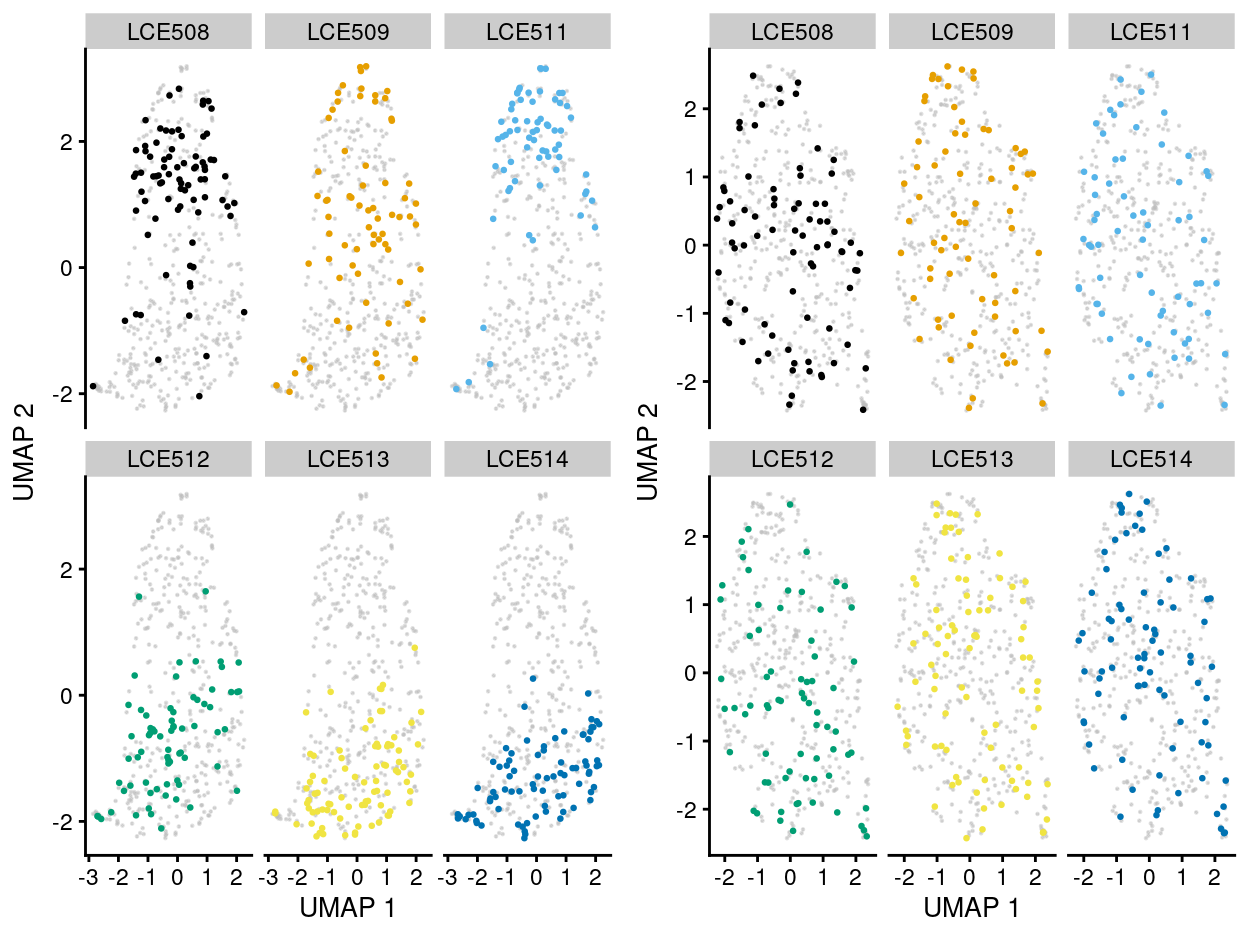 LCE508 LCE509 LCE511
2
0
-2
LCE512 LCE513 LCE514
2
0
-2
-3 -2 -1 0 1 2 -3 -2 -1 0 1 2 -3 -2 -1 0 1 2
UMAP 1
UMAP 2
LCE508 LCE509 LCE511
2
1
0
-1
-2
LCE512 LCE513 LCE514
2
1
0
-1
-2
-2 -1 0 1 2 -2 -1 0 1 2 -2 -1 0 1 2
UMAP 1
UMAP 2